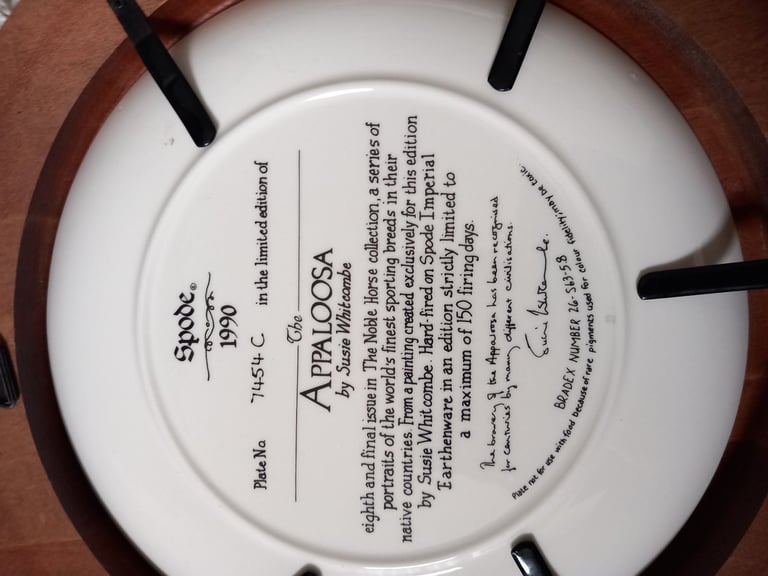 Spode®
1990
Plate No. 7454 C in the limited edition of
The
APPALOOSA
by Susie Whitcombe
eighth and final issue in The Noble Horse collection, a series of
portraits of the world's finest sporting breeds in their
native countries. From a painting created exclusively for this edition
by Susie Whitcombe. Hard-fired on Spode Imperial
Earthenware in an edition strictly limited to
a maximum of 150 firing days.
The bravery of the Appaloosa has been recognised
for centuries by many different civilisations.
Susie Whitcombe.
BRADEX NUMBER 26-S63-5.8
Plate not for use with food because of rare pigments used for colour fidelity; may be toxic.